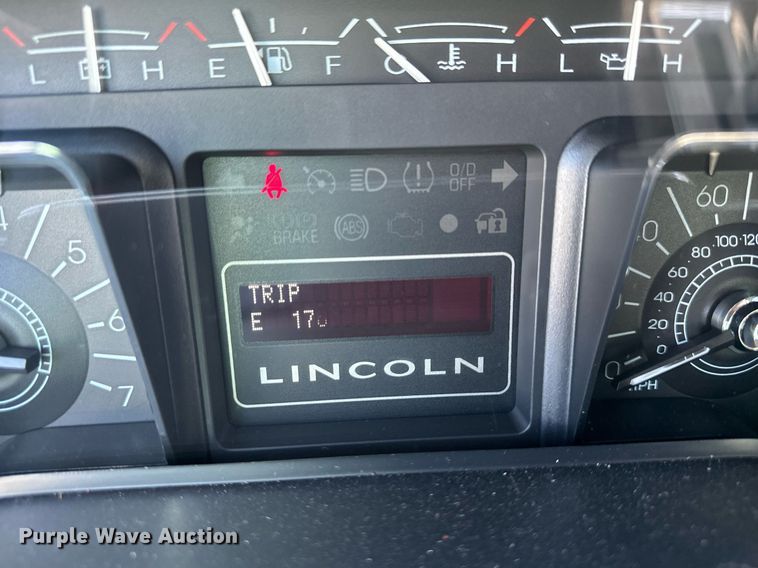 L H E F C H L H
O/D
OFF
BRAKE (ABS)
TRIP
E 17
LINCOLN
4
5
6
7
60
100 120
80
60
40
20
0
0
MPH
Purple Wave Auction